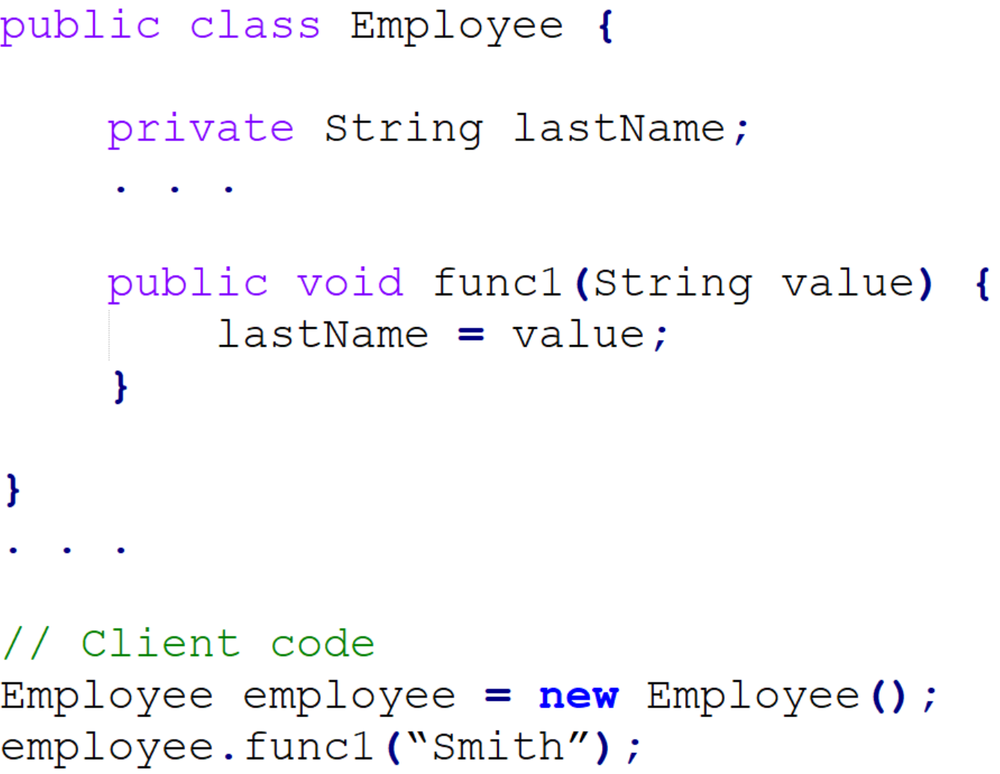 public class Employee {
private String lastName;
. . .
public void func1(String value) {
lastName = value;
}
}
. . .
// Client code
Employee employee = new Employee();
employee.func1(“Smith”);